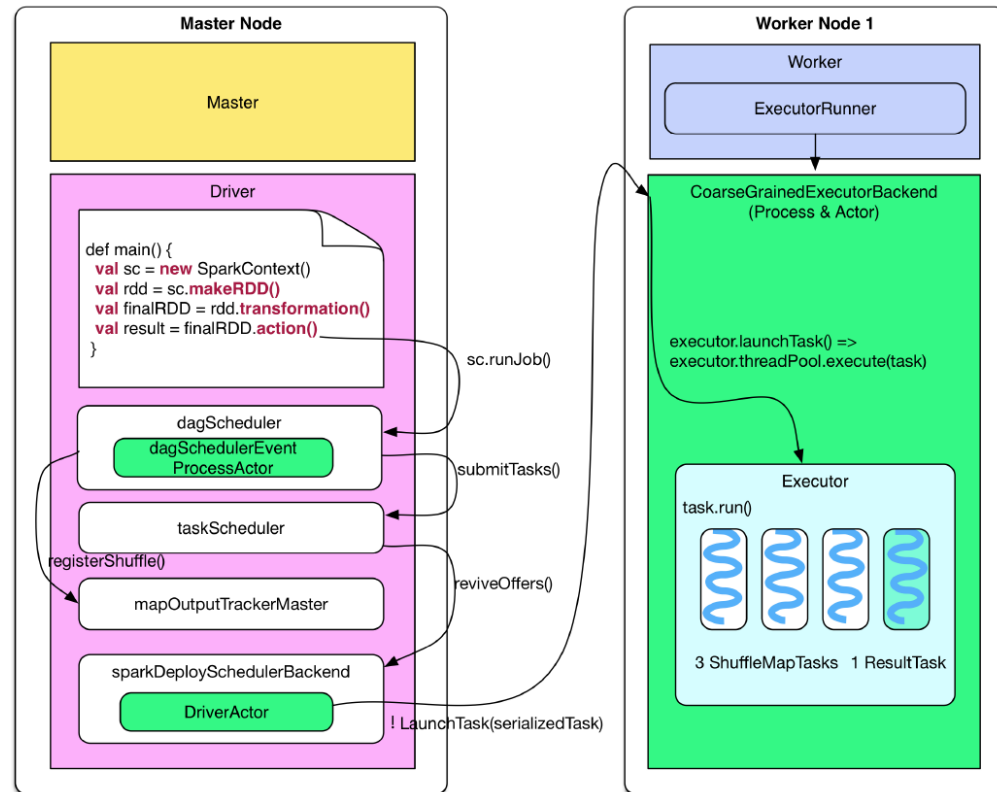 Master Node
Master
Driver
def main() {
val sc = new SparkContext()
val rdd = sc.makeRDD()
val finalRDD = rdd.transformation()
val result = finalRDD.action()
}
sc.runJob()
dagScheduler
dagSchedulerEvent
ProcessActor
submitTasks()
taskScheduler
registerShuffle()
reviveOffers()
mapOutputTrackerMaster
sparkDeploySchedulerBackend
DriverActor
! LaunchTask(serializedTask)
Worker Node 1
Worker
ExecutorRunner
CoarseGrainedExecutorBackend
(Process & Actor)
executor.launchTask() =>
executor.threadPool.execute(task)
Executor
task.run()
3 ShuffleMapTasks 1 ResultTask